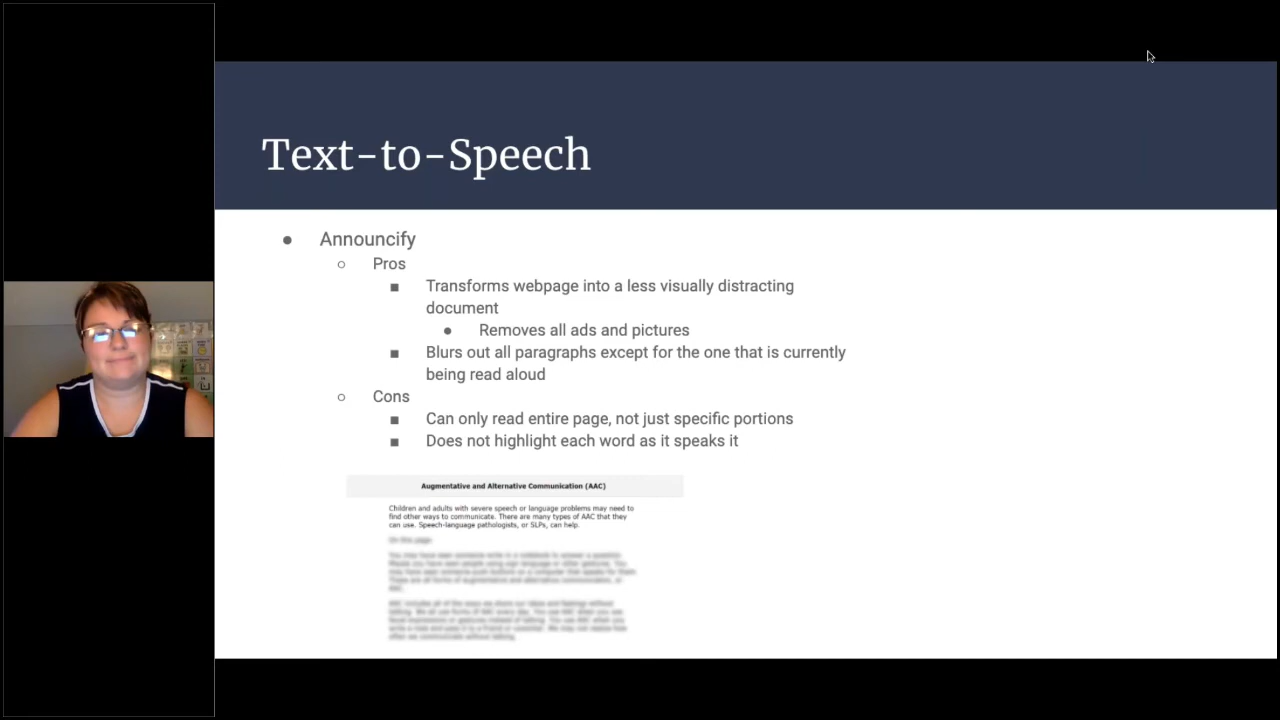 Text-to-Speech
● Announcify
○ Pros
■ Transforms webpage into a less visually distracting
document
● Removes all ads and pictures
■ Blurs out all paragraphs except for the one that is currently
being read aloud
○ Cons
■ Can only read entire page, not just specific portions
■ Does not highlight each word as it speaks it
Augmentative and Alternative Communication (AAC)
Children and adults with severe speech or language problems may need to
find other ways to communicate. There are many types of AAC that they
can use. Speech-language pathologists, or SLPs, can help.